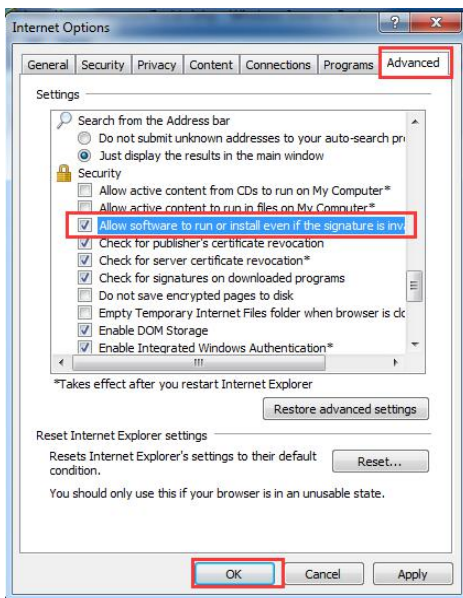 Internet Options
General Security Privacy Content Connections Programs Advanced
Settings
Search from the Address bar
Do not submit unknown addresses to your auto-search pro
Just display the results in the main window
Security
Allow active content from CDs to run on My Computer*
Allow active content to run in files on My Computer*
Allow software to run or install even if the signature is inva
Check for publisher's certificate revocation
Check for server certificate revocation*
Check for signatures on downloaded programs
Do not save encrypted pages to disk
Empty Temporary Internet Files folder when browser is clo
Enable DOM Storage
Enable Integrated Windows Authentication*
*Takes effect after you restart Internet Explorer
Restore advanced settings
Reset Internet Explorer settings
Resets Internet Explorer's settings to their default
condition.
Reset...
You should only use this if your browser is in an unusable state.
OK Cancel Apply